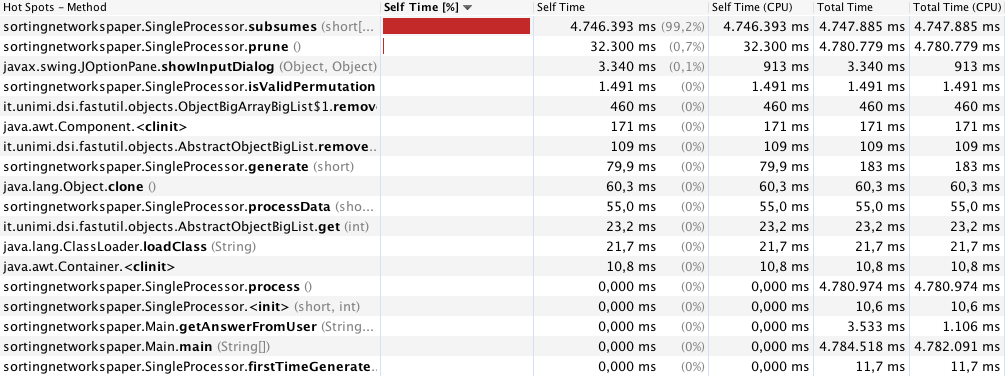 Hot Spots – Method Self Time [%] Self Time Self Time (CPU) Total Time Total Time (CPU)
sortingnetworkspaper.SingleProcessor.subsumes (short[... 4.746.393 ms (99,2%) 4.746.393 ms 4.747.885 ms 4.747.885 ms
sortingnetworkspaper.SingleProcessor.prune () 32.300 ms (0,7%) 32.300 ms 4.780.779 ms 4.780.779 ms
javax.swing.JOptionPane.showInputDialog (Object, Object) 3.340 ms (0,1%) 913 ms 3.340 ms 913 ms
sortingnetworkspaper.SingleProcessor.isValidPermutation 1.491 ms (0%) 1.491 ms 1.491 ms 1.491 ms
it.unimi.dsi.fastutil.objects.ObjectBigArrayBigList$1.remov 460 ms (0%) 460 ms 460 ms 460 ms
java.awt.Component.<clinit> 171 ms (0%) 171 ms 171 ms 171 ms
it.unimi.dsi.fastutil.objects.AbstractObjectBigList.remove... 109 ms (0%) 109 ms 109 ms 109 ms
sortingnetworkspaper.SingleProcessor.generate (short) 79,9 ms (0%) 79,9 ms 183 ms 183 ms
java.lang.Object.clone () 60,3 ms (0%) 60,3 ms 60,3 ms 60,3 ms
sortingnetworkspaper.SingleProcessor.processData (sho... 55,0 ms (0%) 55,0 ms 55,0 ms 55,0 ms
it.unimi.dsi.fastutil.objects.AbstractObjectBigList.get (int) 23,2 ms (0%) 23,2 ms 23,2 ms 23,2 ms
java.lang.ClassLoader.loadClass (String) 21,7 ms (0%) 21,7 ms 21,7 ms 21,7 ms
java.awt.Container.<clinit> 10,8 ms (0%) 10,8 ms 10,8 ms 10,8 ms
sortingnetworkspaper.SingleProcessor.process () 0,000 ms (0%) 0,000 ms 4.780.974 ms 4.780.974 ms
sortingnetworkspaper.SingleProcessor.<init> (short, int) 0,000 ms (0%) 0,000 ms 10,6 ms 10,6 ms
sortingnetworkspaper.Main.getAnswerFromUser (String... 0,000 ms (0%) 0,000 ms 3.533 ms 1.106 ms
sortingnetworkspaper.Main.main (String[]) 0,000 ms (0%) 0,000 ms 4.784.518 ms 4.782.091 ms
sortingnetworkspaper.SingleProcessor.firstTimeGenerate... 0,000 ms (0%) 0,000 ms 11,7 ms 11,7 ms